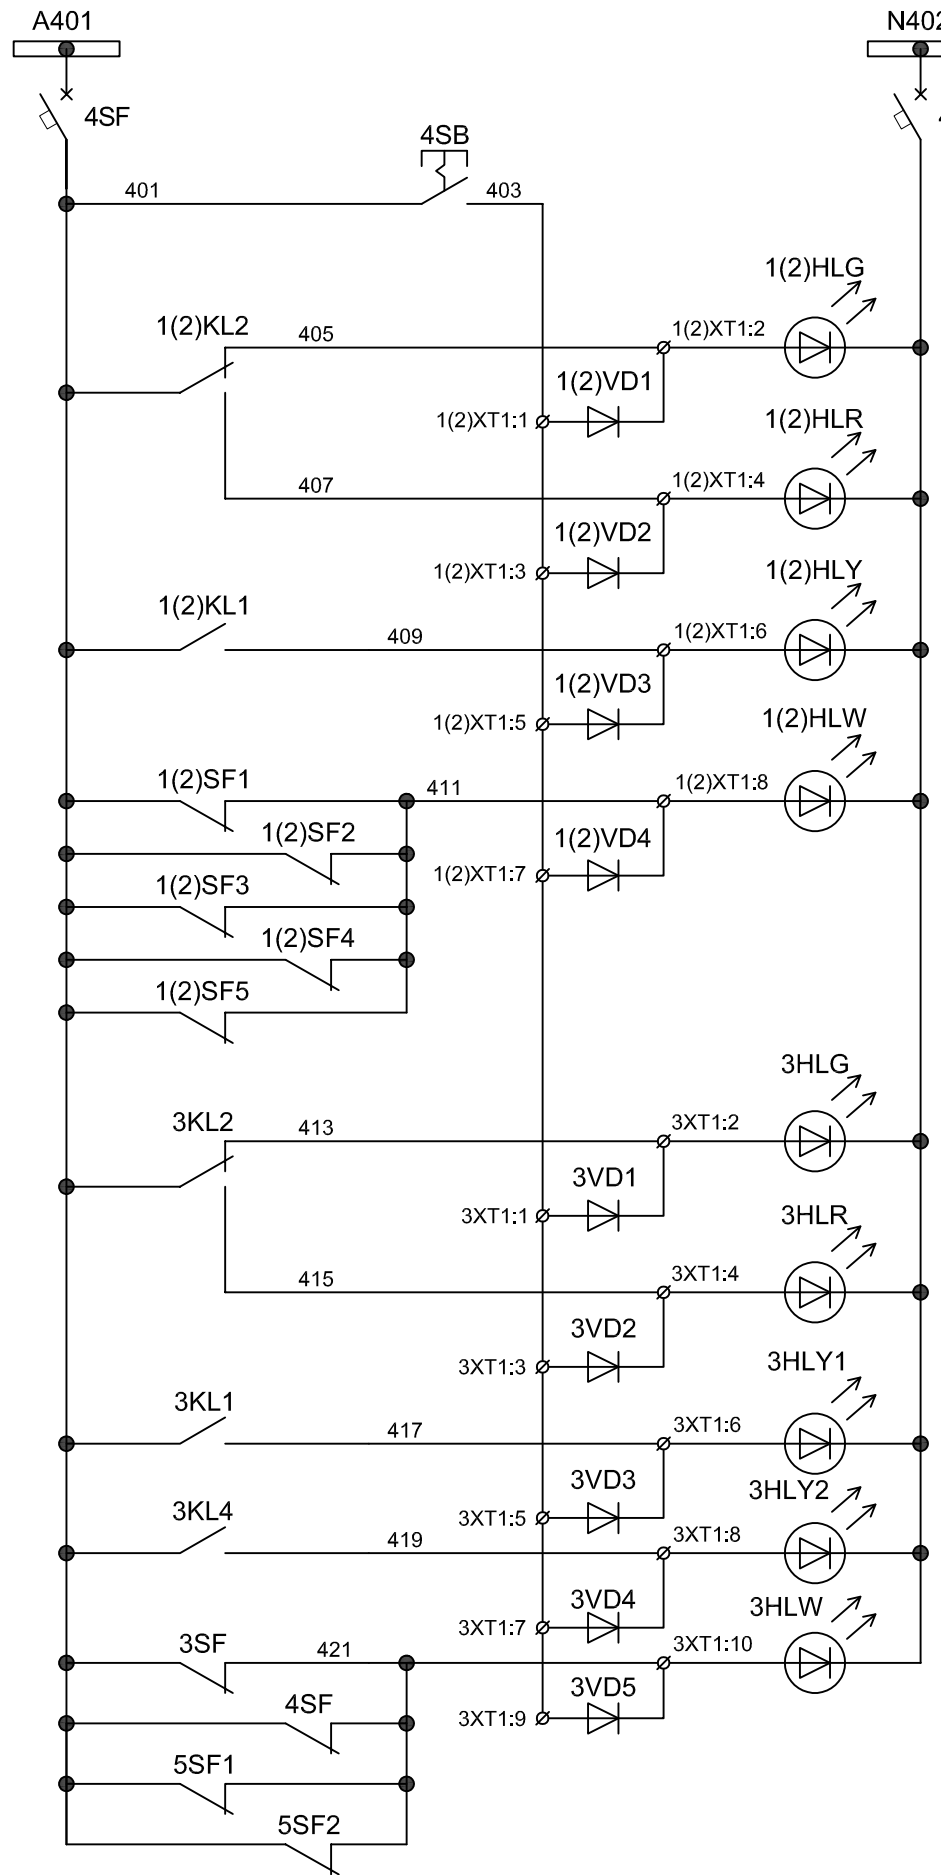 A401
N402
4SF
4
4SB
401
403
1(2)HLG
1(2)KL2
405
1(2)XT1:2
1(2)VD1
1(2)XT1:1
1(2)HLR
407
1(2)XT1:4
1(2)VD2
1(2)XT1:3
1(2)HLY
1(2)KL1
409
1(2)XT1:6
1(2)VD3
1(2)XT1:5
1(2)HLW
1(2)SF1
411
1(2)XT1:8
1(2)SF2
1(2)VD4
1(2)XT1:7
1(2)SF3
1(2)SF4
1(2)SF5
3HLG
3KL2
413
3XT1:2
3VD1
3XT1:1
3HLR
415
3XT1:4
3VD2
3XT1:3
3HLY1
3KL1
417
3XT1:6
3VD3
3HLY2
3XT1:5
3KL4
419
3XT1:8
3VD4
3HLW
3XT1:7
3SF
421
3XT1:10
4SF
3VD5
3XT1:9
5SF1
5SF2